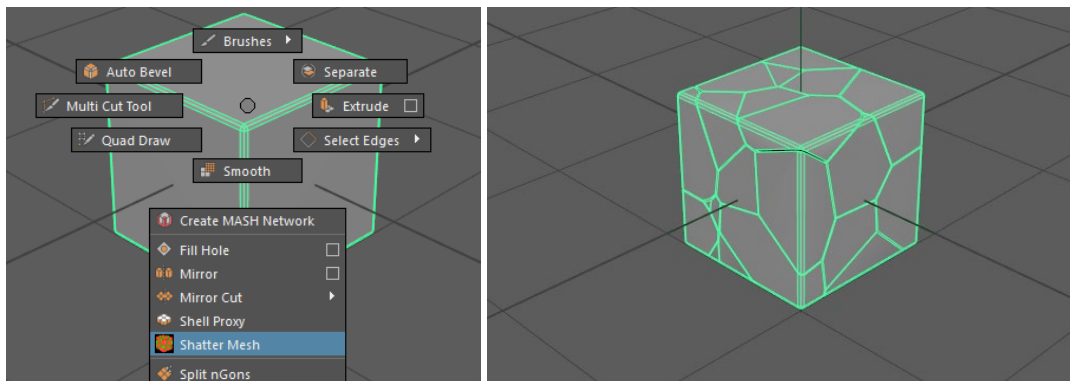 Brushes
Auto Bevel
Separate
Multi Cut Tool
Extrude
Quad Draw
Select Edges
Smooth
Create MASH Network
Fill Hole
Mirror
Mirror Cut
Shell Proxy
Shatter Mesh
Split nGons